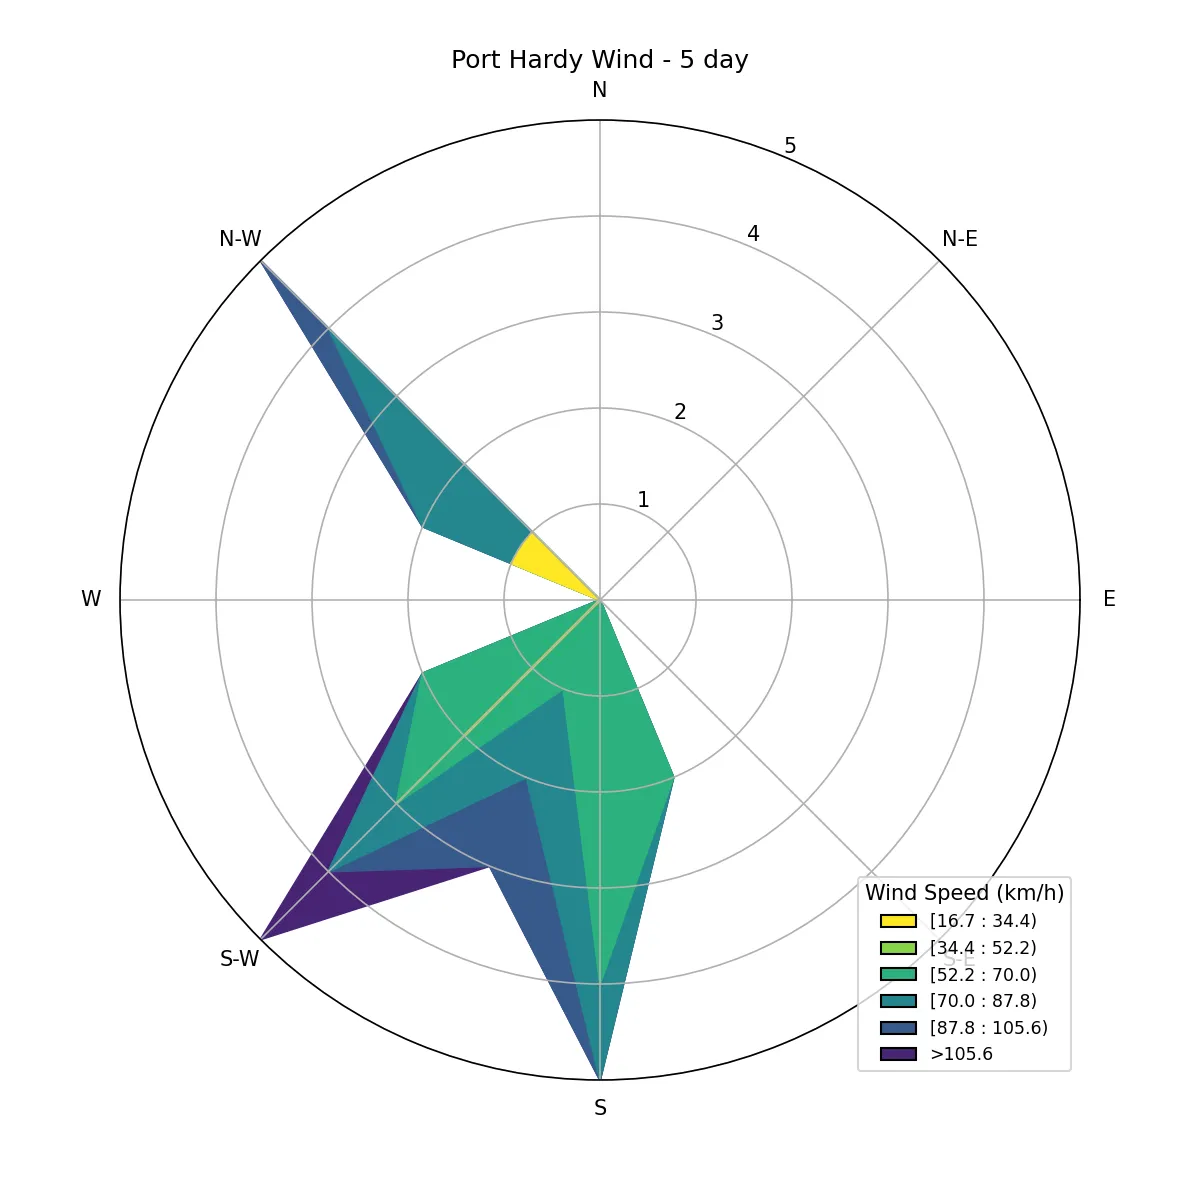 Port Hardy Wind - 5 day
N
5
N-W
4
N-E
3
2
1
W
E
Wind Speed (km/h)
[16.7 : 34.4)
[34.4 : 52.2)
S-W
S-E
[52.2 : 70.0)
[70.0 : 87.8)
[87.8 : 105.6)
>105.6
S